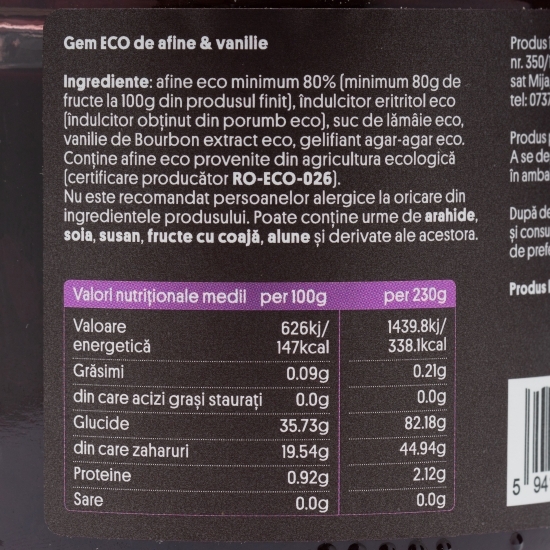 Gem ECO de afine & vanilie
Ingrediente: afine eco minimum 80% (minimum 80g de
fructe la 100g din produsul finit), îndulcitor eritritol eco
(îndulcitor obținut din porumb eco), suc de lămâie eco,
vanilie de Bourbon extract eco, gelifiant agar-agar eco.
Conține afine eco provenite din agricultura ecologică
(certificare producător RO-ECO-026).
Nu este recomandat persoanelor alergice la oricare din
ingredientele produsului. Poate conține urme de arahide,
soia, susan, fructe cu coajă, alune și derivate ale acestora.
Valori nutriționale medii per 100g per 230g
Valoare 626kj/ 1439.8kj/
energetică 147kcal 338.1kcal
Grăsimi 0.09g 0.21g
din care acizi grași staurați 0.0g 0.0g
Glucide 35.73g 82.18g
din care zaharuri 19.54g 44.94g
Proteine 0.92g 2.12g
Sare 0.0g 0.0g
Produs
nr. 350/
sat Mija
tel: 073
Produs
A se de
în amba
După de
și consu
de pref
Produs
5 94